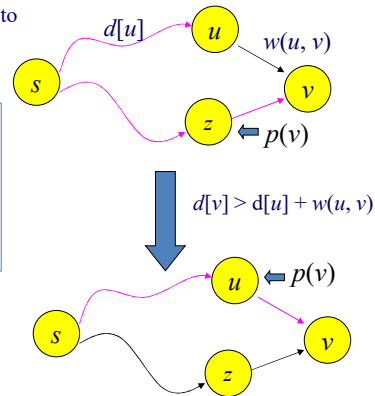 to
d[u]
u
w(u, v)
s
v
z
p(v)
d[v] > d[u] + w(u, v)
u
p(v)
s
v
z